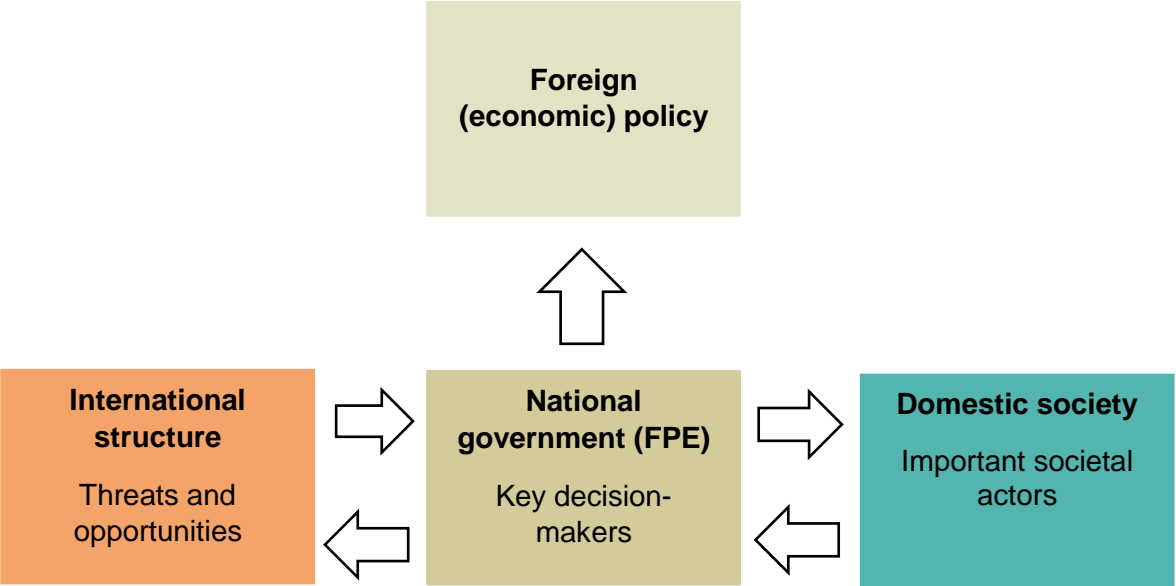 Foreign
(economic) policy
International
structure
Threats and
opportunities
National
government (FPE)
Key decision-
makers
Domestic society
Important societal
actors